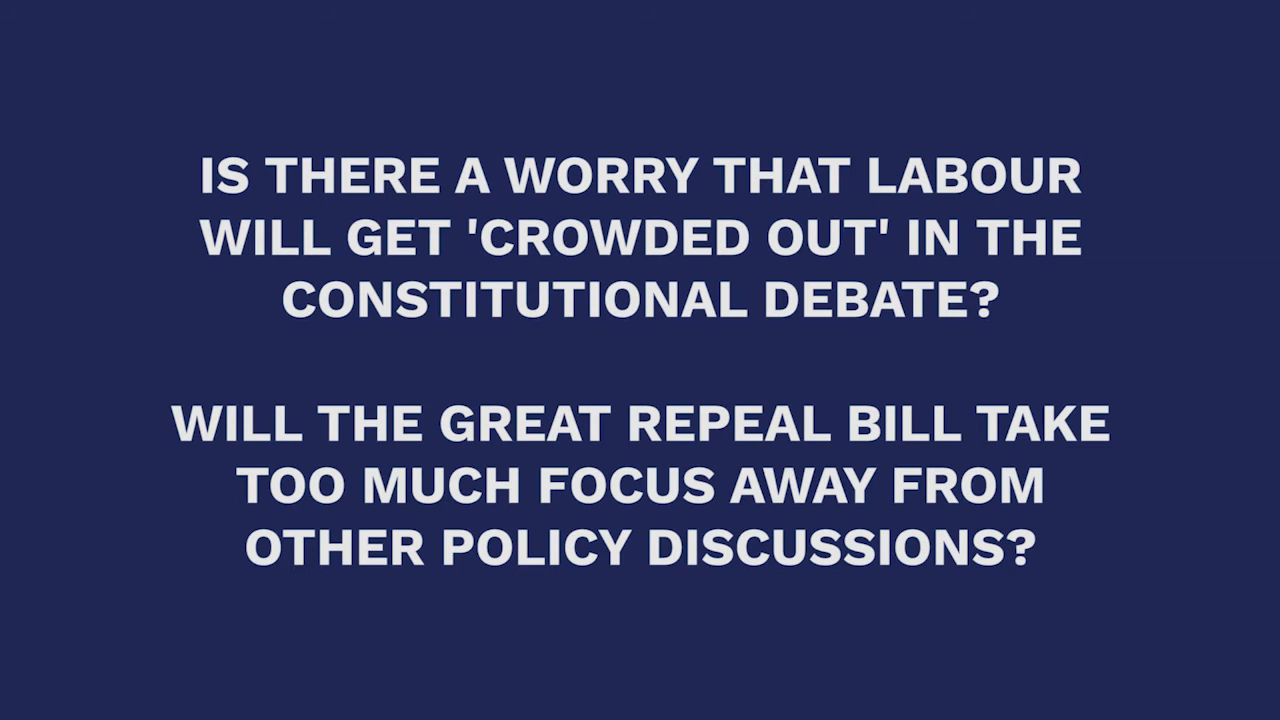 IS THERE A WORRY THAT LABOUR
WILL GET 'CROWDED OUT' IN THE
CONSTITUTIONAL DEBATE?
WILL THE GREAT REPEAL BILL TAKE
TOO MUCH FOCUS AWAY FROM
OTHER POLICY DISCUSSIONS?